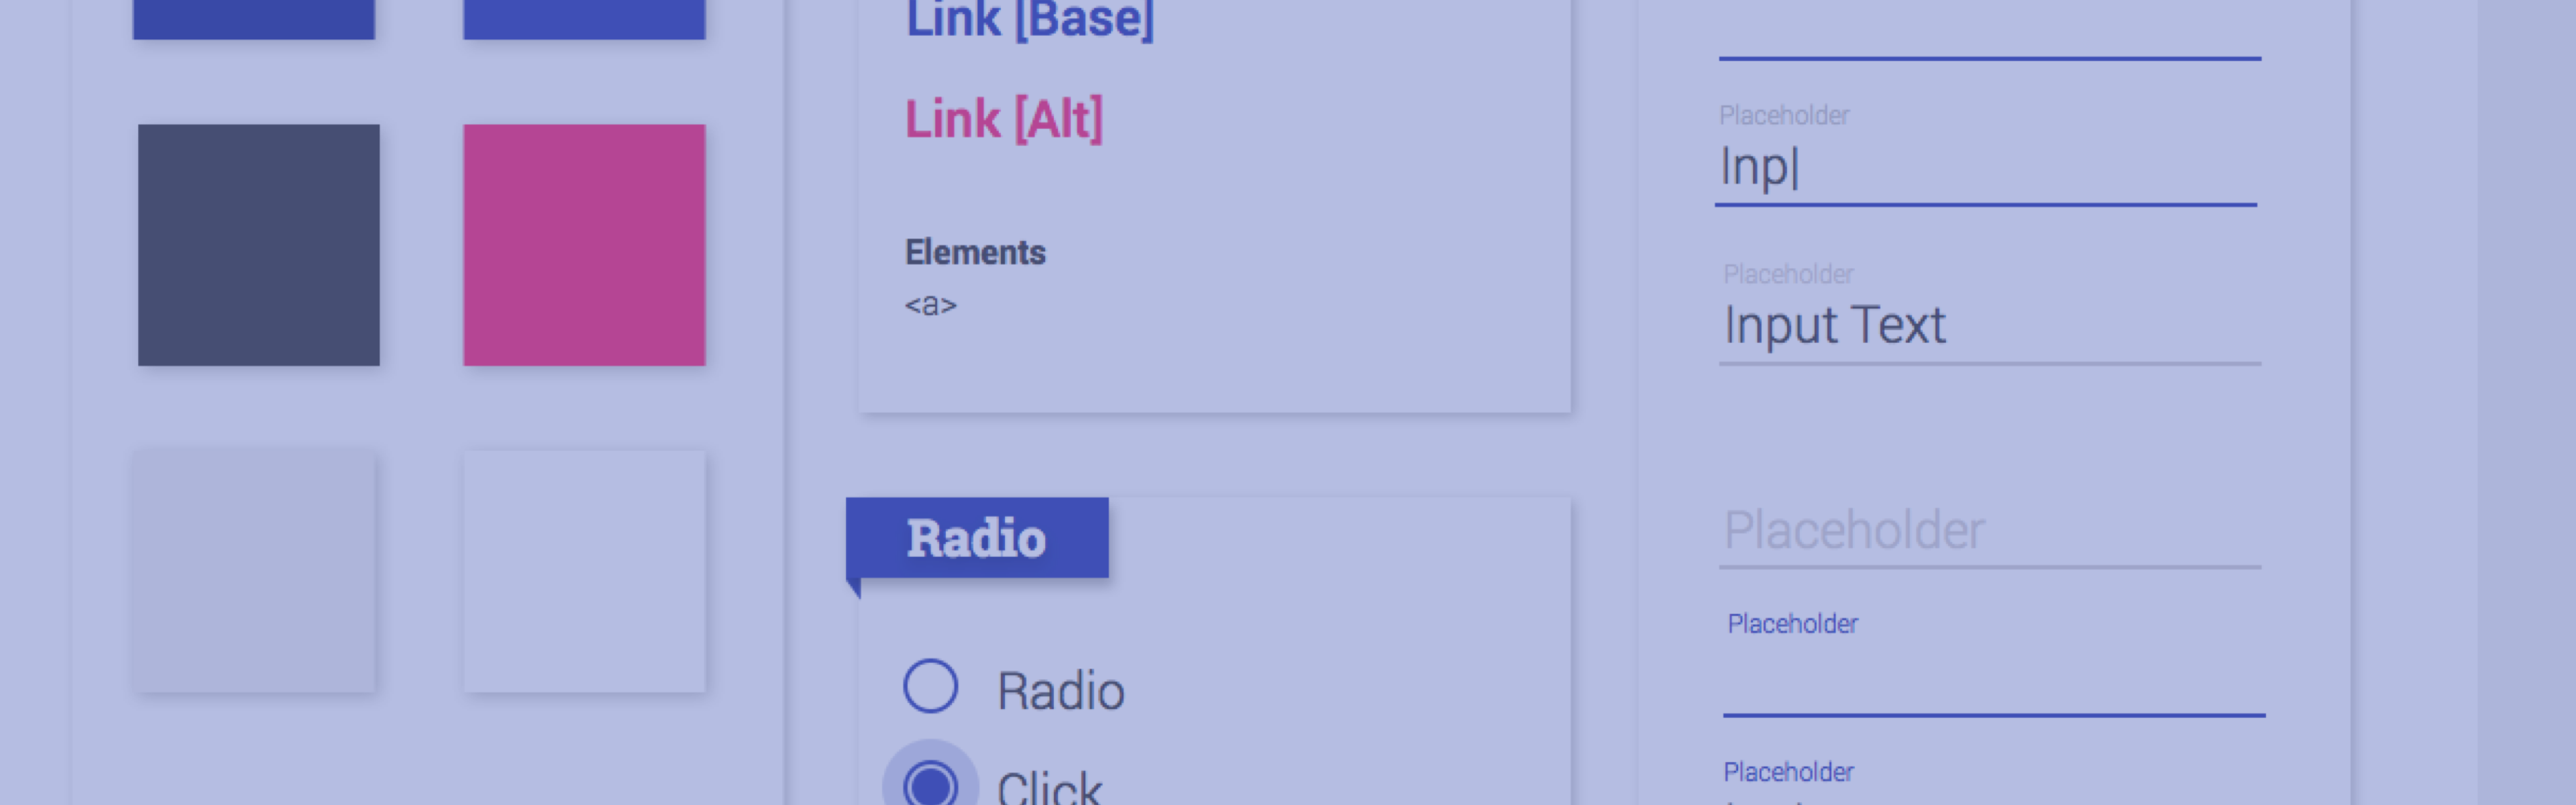 Link [Base]
Link [Alt]
Elements
<a>
Radio
Radio
Click
Placeholder
Inp|
Placeholder
Input Text
Placeholder
Placeholder
Placeholder